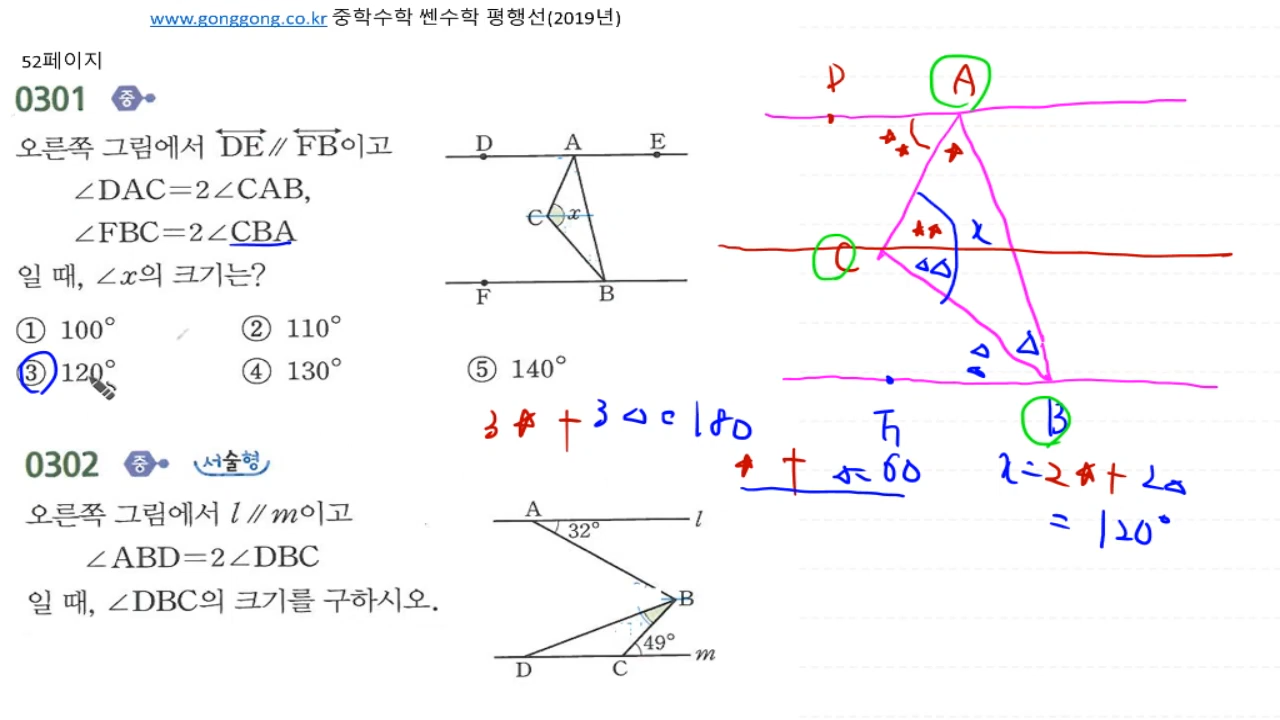 www.gonggong.co.kr 중학수학 쎈수학 평행선(2019년)
52페이지
0301 중
오른쪽 그림에서 DE∥FB이고
∠DAC=2∠CAB,
∠FBC=2∠CBA
일 때, ∠x의 크기는?
① 100° ② 110°
③ 120° ④ 130° ⑤ 140°
D A E
C x
F B
D A
C x
F B
3★+3△=180
★+△=60
x=2★+2△
=120°
0302 중 서술형
오른쪽 그림에서 l∥m이고
∠ABD=2∠DBC
일 때, ∠DBC의 크기를 구하시오.
A 32° l
B
49° m
D C